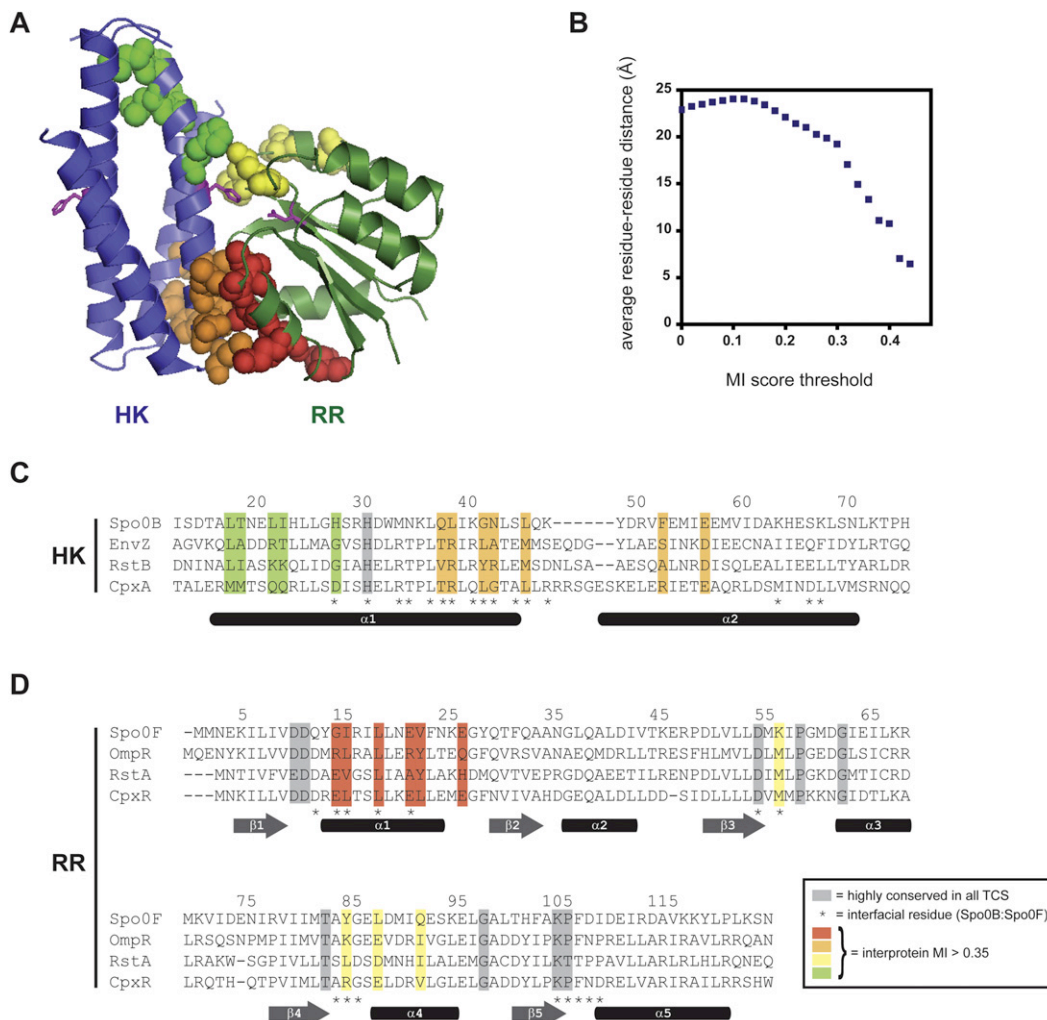 A
B
HK
RR
average residue-residue distance (Å)
25
20
15
10
5
0
0 0.1 0.2 0.3 0.4
MI score threshold
C
HK
20 30 40 50 60 70
Spo0B ISDTALTNELIHLLGHSRHDWMNKLQLIKGNLSLQK------YDRVFEMIEEMVIDAKHESKLSNLKTPH
EnvZ AGVKQLADDRTLLMAGVSHDLRTPLTRIRLATEMMSEQDG--YLAESINKDIEECNAIIEQFIDYLRTGQ
RstB DNINALIASKKQLIDGIAHELRTPLVRLRYRLEMSDNLSA--AESQALNRDISQLEALIEELLTYARLDR
CpxA TALERMMTSQQRLLSDISHELRTPLTRLQLGTALLRRRSGESKELERIETEAQRLDSMINDLLVMSRNQQ
* * ** *** *** ** * * **
α1 α2
D
RR
5 15 25 35 45 55 65
Spo0F --MMNEKILIVDDQYGIRILLNEVFNKEGYQTFQAANGLQALDIVTKERPDLVLLDMKIPGMDGIEILKR
OmpR MQENYKILVVDDDMRLRALLERYLTEQGFQVRSVANAEQMDRLLTRESFHLMVLDLMLPGEDGLSICRR
RstA ---MNTIVFVEDDAEVGSLIAAYLAKHDMQVTVEPRGDQAEETILRENPDLVLLDIMLPGKDGMTICRD
CpxR ---MNKILLVDDDRELTSLLKELLEMEGFNVIVAHDGEQALDLLDD-SIDLLLLDVMMPKKNGIDTLKA
* ** * * * *
β1 α1 β2 α2 β3 α3
75 85 95 105 115
Spo0F MKVIDENIRVIIMTAYGELDMIQESKELGALTHFAKPFDIDEIRDAVKKYLPLKSN
OmpR LRSQSNPMPIIMVTAKGEEVDRIVGLEIGADDYIPKPFNPRELLARIRAVLRRQAN
RstA LRAKW-SGPIVLLTSLDSDMNHILALEMGACDYILKTTPPAVLLARLRLHLRQNEQ
CpxR LRQTH-QTPVIMLTARGSELDRVLGLELGADDYLPKPFNDRELVARIRAILRRSHW
*** *****
β4 α4 β5 α5
= highly conserved in all TCS
* = interfacial residue (Spo0B:Spo0F)
} = interprotein MI > 0.35